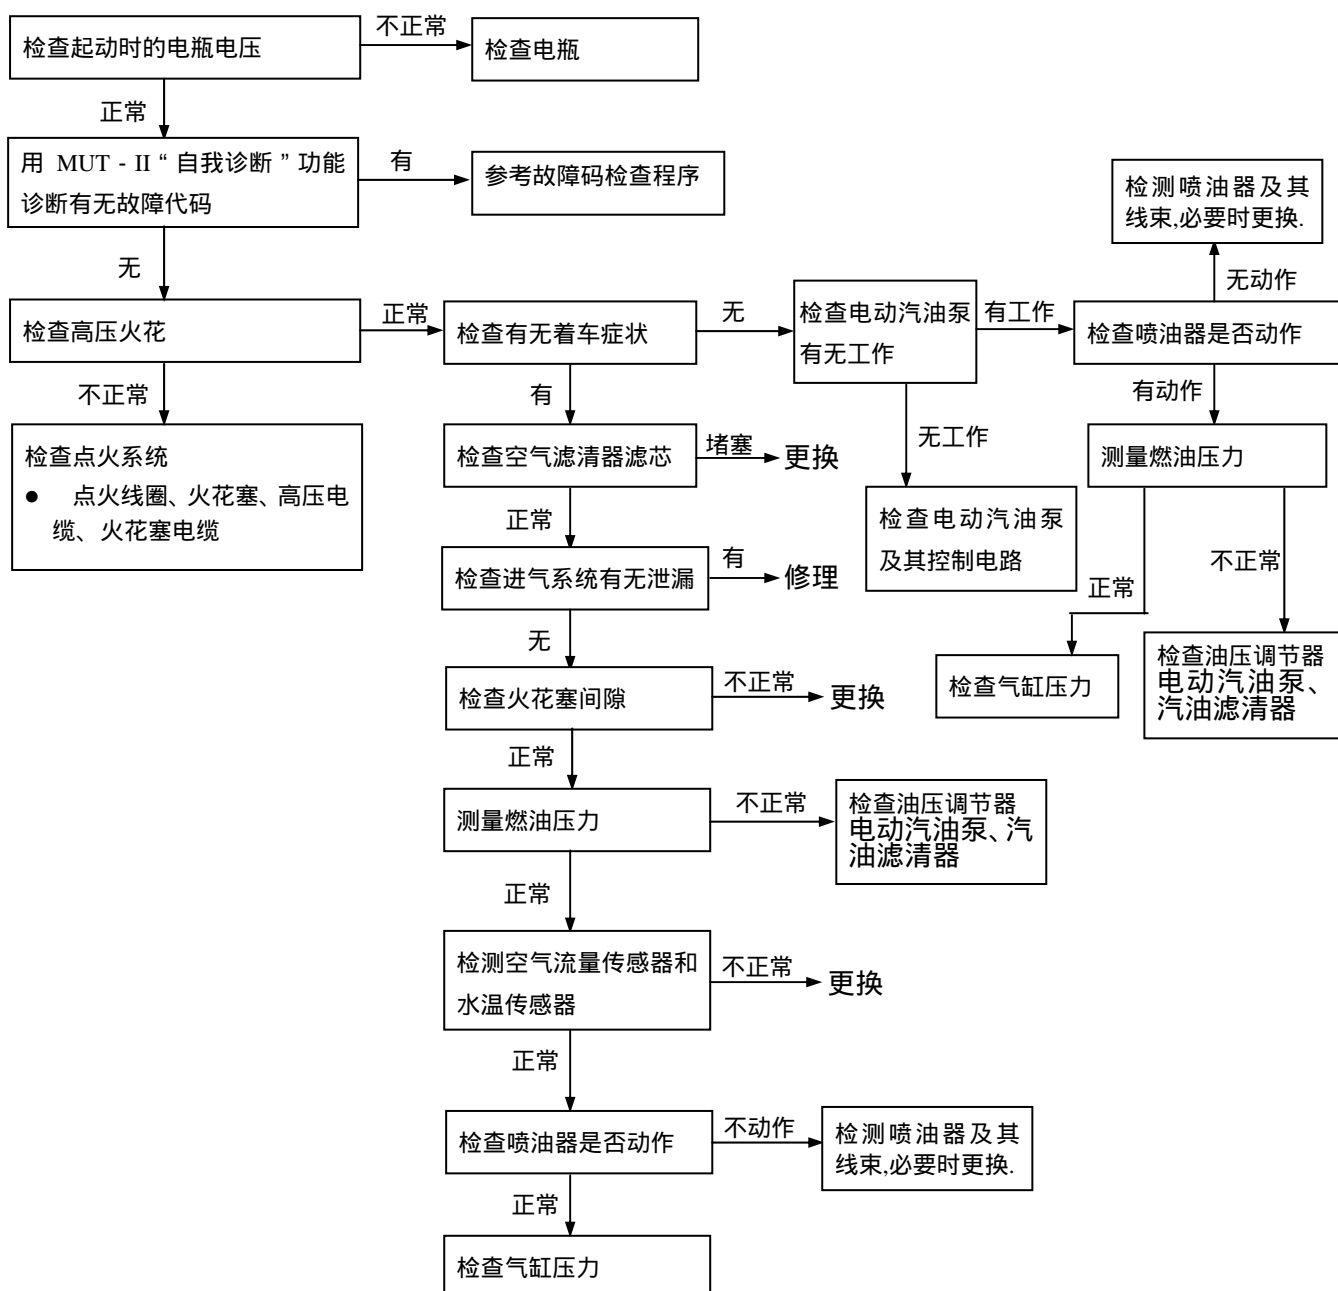 检查起动时的电瓶电压
不正常
检查电瓶
正常
用 MUT - II “ 自我诊断 ” 功能
诊断有无故障代码
有
参考故障码检查程序
无
检查高压火花
正常
检查有无着车症状
无
检查电动汽油泵
有无工作
有工作
检查喷油器是否动作
无动作
检测喷油器及其
线束,必要时更换.
不正常
检查点火系统
● 点火线圈、火花塞、高压电
缆、火花塞电缆
有
检查空气滤清器滤芯
堵塞
更换
无工作
检查电动汽油泵
及其控制电路
有动作
测量燃油压力
正常
检查气缸压力
不正常
检查油压调节器
电动汽油泵、
汽油滤清器
正常
检查进气系统有无泄漏
有
修理
无
检查火花塞间隙
不正常
更换
正常
测量燃油压力
不正常
检查油压调节器
电动汽油泵、汽
油滤清器
正常
检测空气流量传感器和
水温传感器
不正常
更换
正常
检查喷油器是否动作
不动作
检测喷油器及其
线束,必要时更换.
正常
检查气缸压力